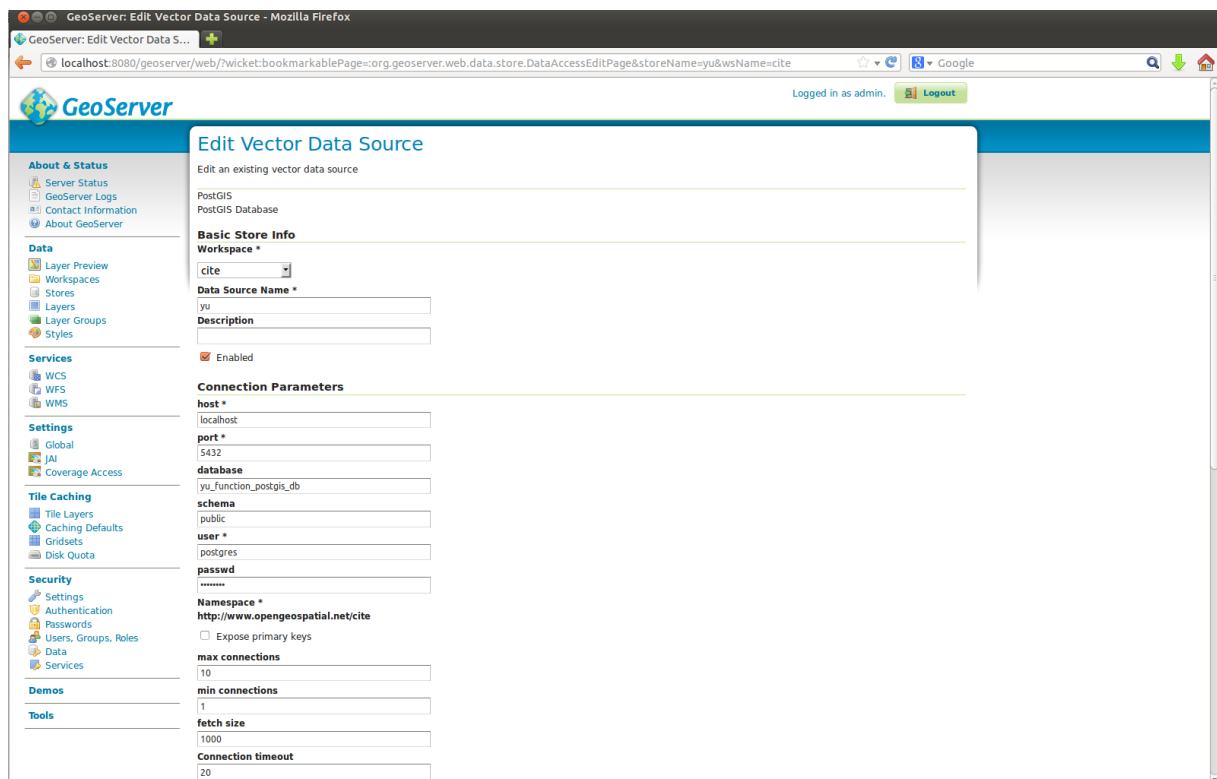 GeoServer: Edit Vector Data Source - Mozilla Firefox
GeoServer: Edit Vector Data S...
localhost:8080/geoserver/web/?wicket:bookmarkablePage=:org.geoserver.web.data.store.DataAccessEditPage&storeName=yu&wsName=cite
Google
GeoServer
Logged in as admin.
Logout
About & Status
Server Status
GeoServer Logs
Contact Information
About GeoServer
Data
Layer Preview
Workspaces
Stores
Layers
Layer Groups
Styles
Services
WCS
WFS
WMS
Settings
Global
JAI
Coverage Access
Tile Caching
Tile Layers
Caching Defaults
Gridsets
Disk Quota
Security
Settings
Authentication
Passwords
Users, Groups, Roles
Data
Services
Demos
Tools
Edit Vector Data Source
Edit an existing vector data source
PostGIS
PostGIS Database
Basic Store Info
Workspace *
cite
Data Source Name *
yu
Description
Enabled
Connection Parameters
host *
localhost
port *
5432
database
yu_function_postgis_db
schema
public
user *
postgres
passwd
••••••••
Namespace *
http://www.opengeospatial.net/cite
Expose primary keys
max connections
10
min connections
1
fetch size
1000
Connection timeout
20